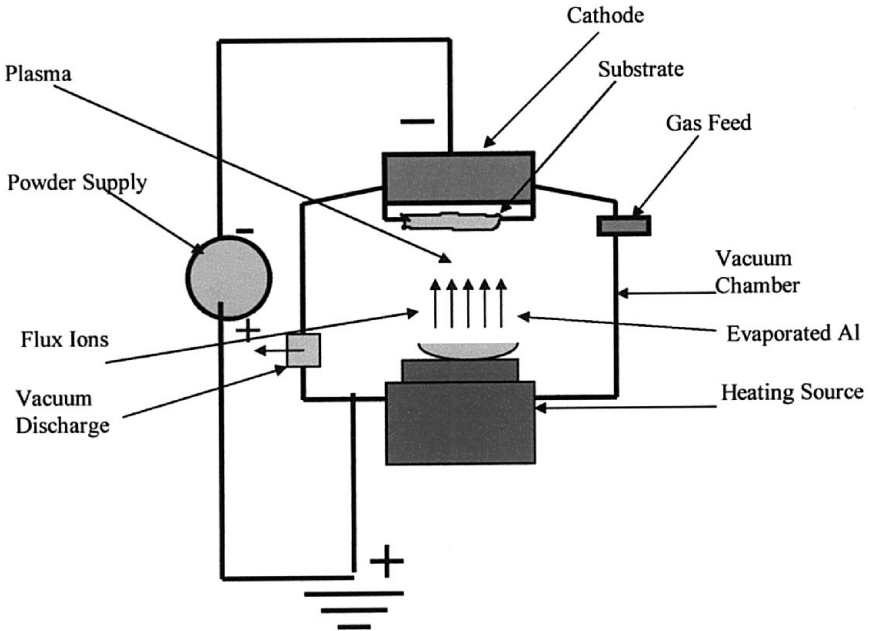 Cathode
Plasma
Substrate
Gas Feed
Powder Supply
Vacuum
Chamber
Flux Ions
Evaporated Al
Vacuum
Discharge
Heating Source
−
-
+
+